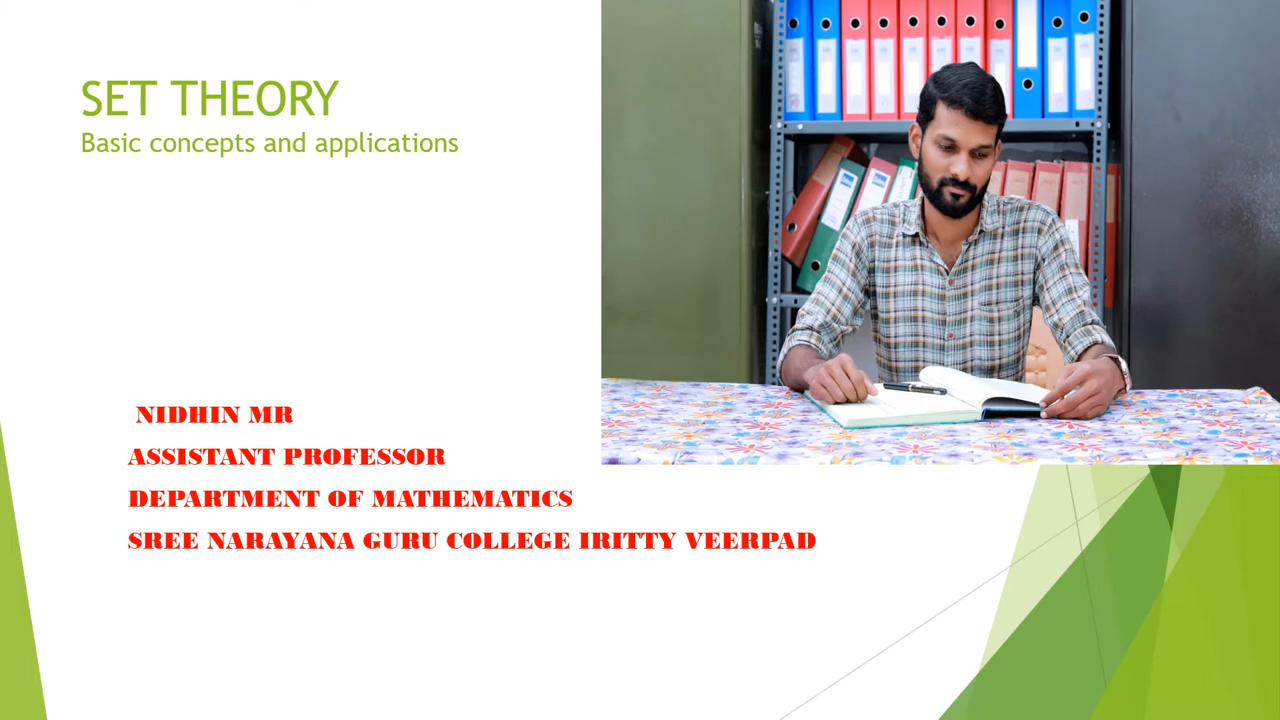 SET THEORY
Basic concepts and applications
NIDHIN MR
ASSISTANT PROFESSOR
DEPARTMENT OF MATHEMATICS
SREE NARAYANA GURU COLLEGE IRITTY VEERPAD